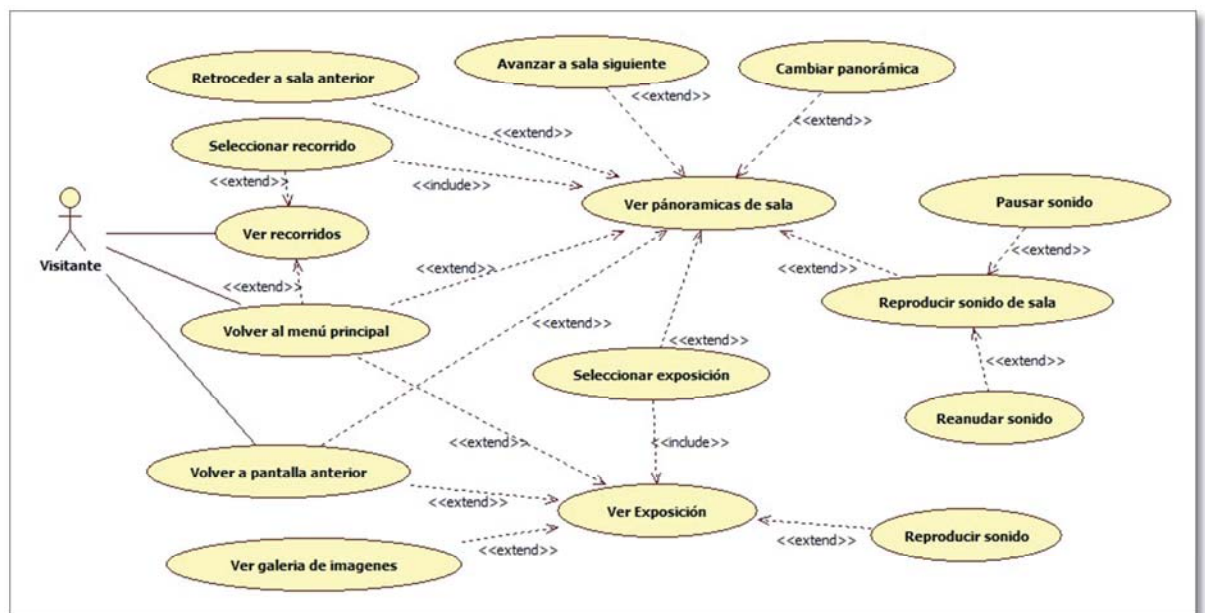 Retroceder a sala anterior
Avanzar a sala siguiente
Cambiar panorámica
<<extend>>
<<extend>>
<<extend>>
Seleccionar recorrido
<<extend>>
<<include>>
Ver pánoramicas de sala
Pausar sonido
Visitante
Ver recorridos
<<extend>>
<<extend>>
<<extend>>
<<extend>>
Reproducir sonido de sala
Volver al menú principal
<<extend>>
<<extend>>
<<extend>>
Seleccionar exposición
Reanudar sonido
<<extend>>
<<include>>
Volver a pantalla anterior
<<extend>>
Ver Exposición
Reproducir sonido
<<extend>>
<<extend>>
Ver galeria de imagenes